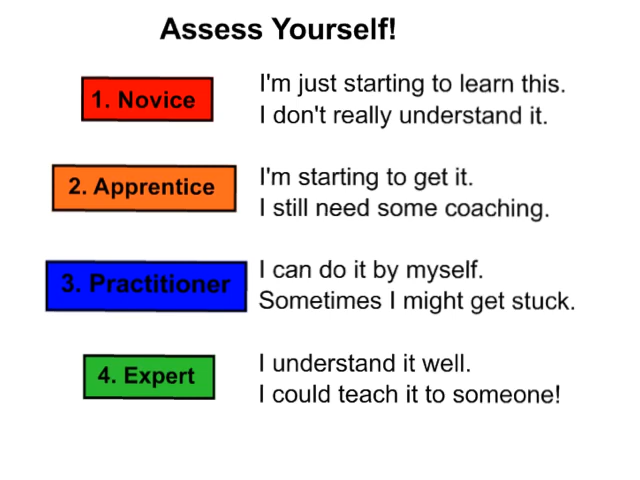 Assess Yourself!
1. Novice
I'm just starting to learn this.
I don't really understand it.
2. Apprentice
I'm starting to get it.
I still need some coaching.
3. Practitioner
I can do it by myself.
Sometimes I might get stuck.
4. Expert
I understand it well.
I could teach it to someone!